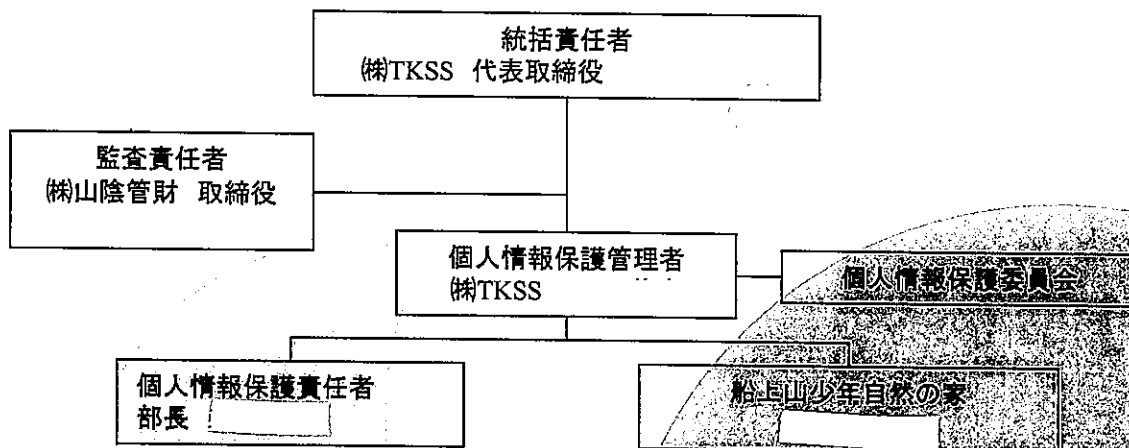 統括責任者
㈱TKSS 代表取締役
監査責任者
㈱山陰管財 取締役
個人情報保護管理者
㈱TKSS
個人情報保護委員会
個人情報保護責任者
部長
船上山少年自然の家